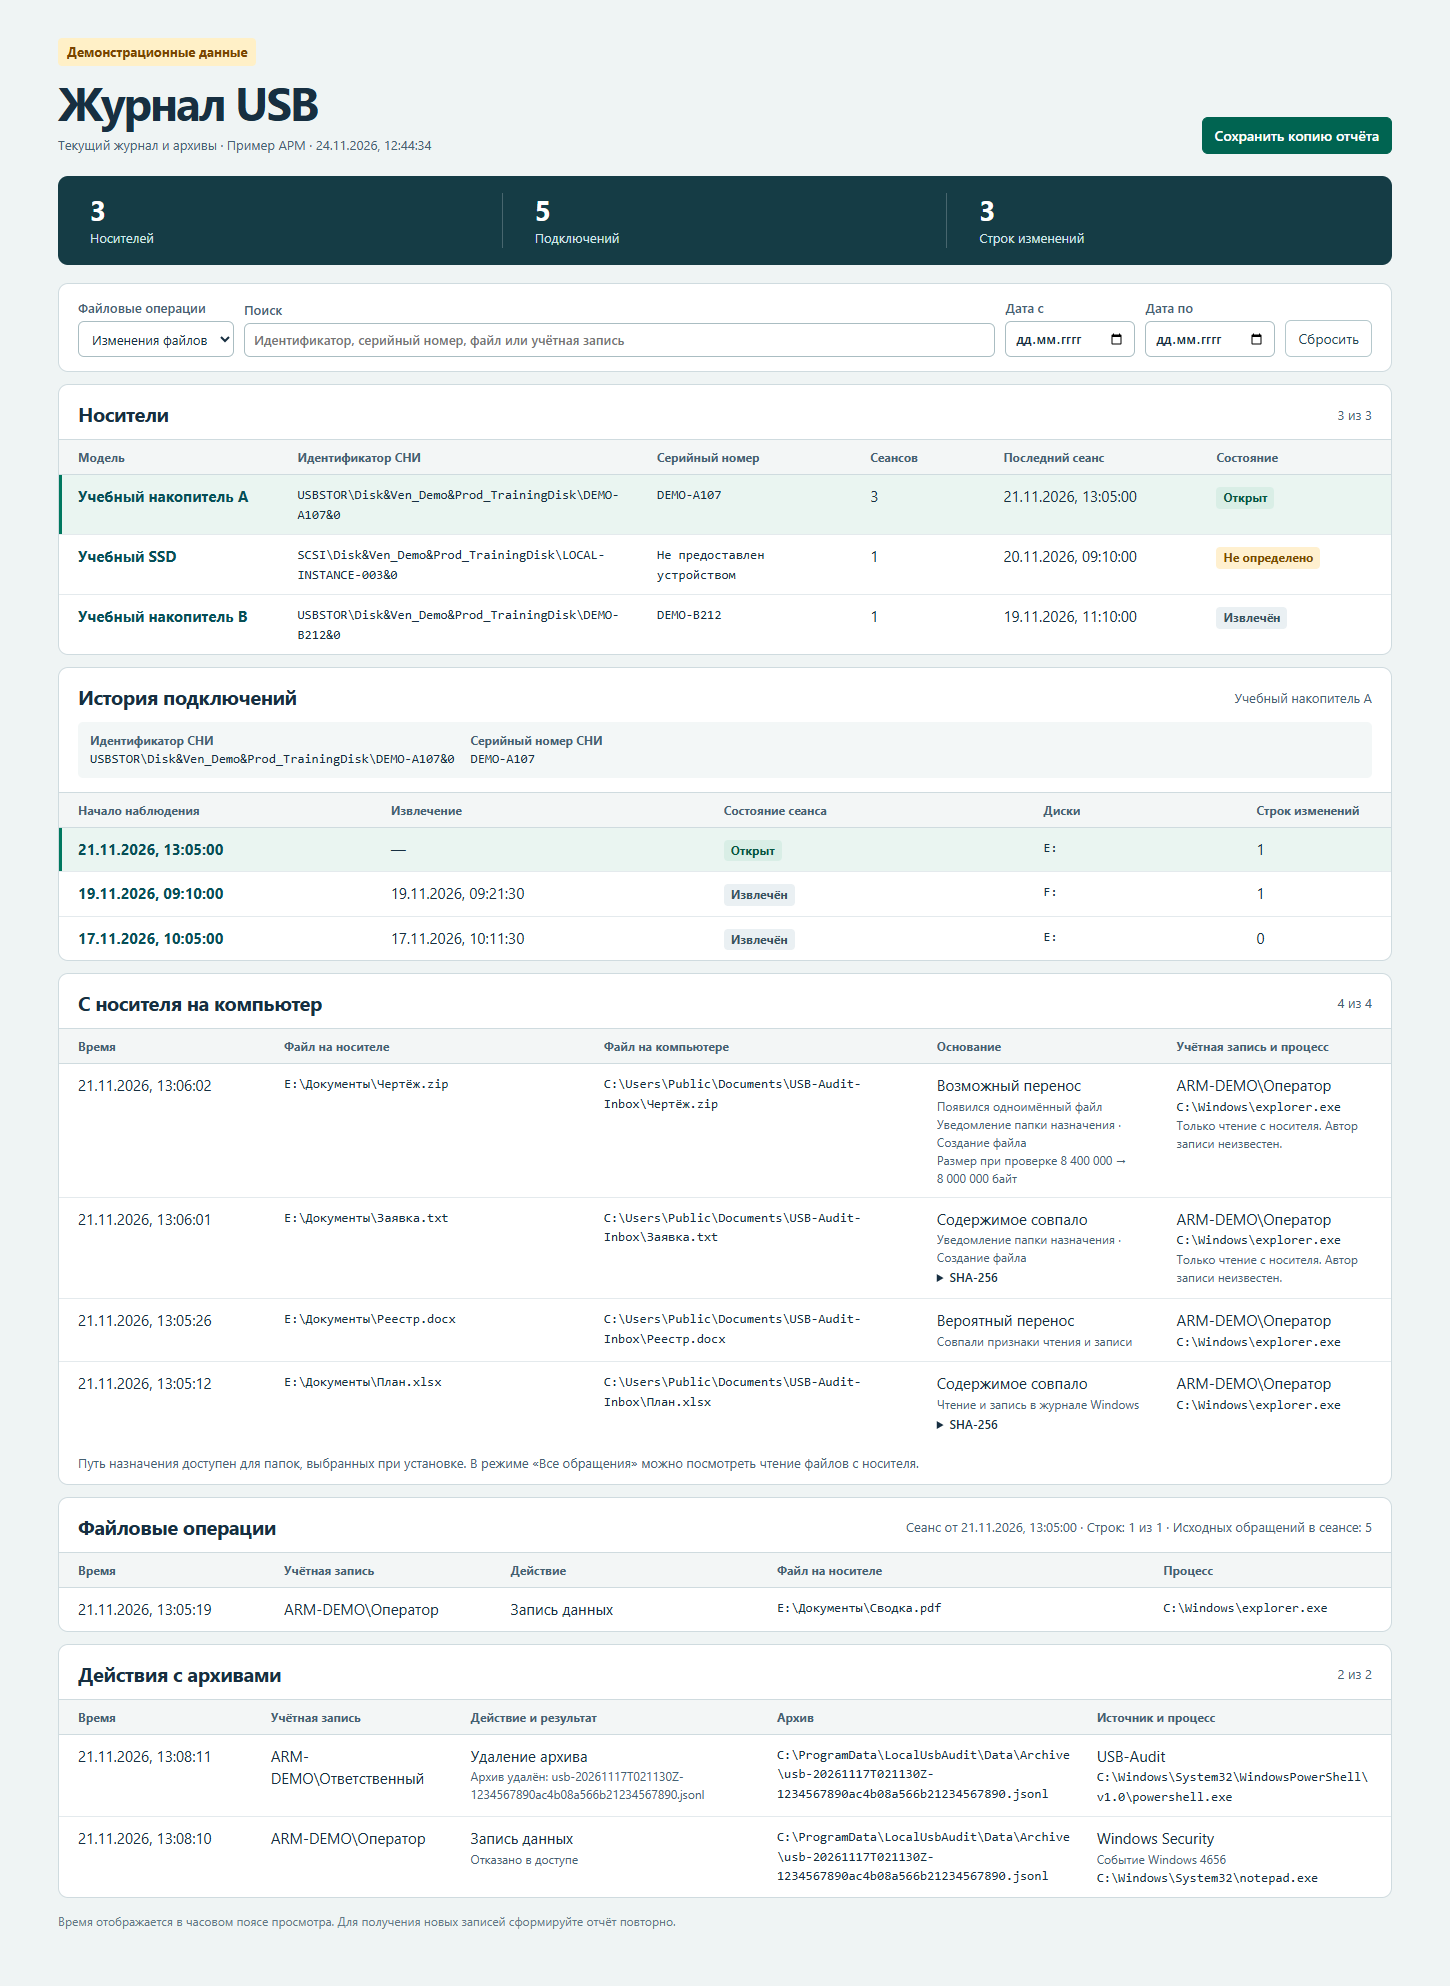 Демонстрационные данные
Журнал USB
Текущий журнал и архивы · Пример АРМ · 24.11.2026, 12:44:34
Сохранить копию отчёта
3
Носителей
5
Подключений
3
Строк изменений
Файловые операции
Изменения файлов
Поиск
Идентификатор, серийный номер, файл или учётная запись
Дата с
дд.мм.гггг
Дата по
дд.мм.гггг
Сбросить
Носители
3 из 3
Модель Идентификатор СНИ Серийный номер Сеансов Последний сеанс Состояние
Учебный накопитель A USBSTOR\Disk&Ven_Demo&Prod_TrainingDisk\DEMO- DEMO-A107 3 21.11.2026, 13:05:00 Открыт
A107&0
Учебный SSD SCSI\Disk&Ven_Demo&Prod_TrainingDisk\LOCAL- Не предоставлен 1 20.11.2026, 09:10:00 Не определено
INSTANCE-003&0 устройством
Учебный накопитель B USBSTOR\Disk&Ven_Demo&Prod_TrainingDisk\DEMO- DEMO-B212 1 19.11.2026, 11:10:00 Извлечён
B212&0
История подключений
Учебный накопитель A
Идентификатор СНИ Серийный номер СНИ
USBSTOR\Disk&Ven_Demo&Prod_TrainingDisk\DEMO-A107&0 DEMO-A107
Начало наблюдения Извлечение Состояние сеанса Диски Строк изменений
21.11.2026, 13:05:00 — Открыт E: 1
19.11.2026, 09:10:00 19.11.2026, 09:21:30 Извлечён F: 1
17.11.2026, 10:05:00 17.11.2026, 10:11:30 Извлечён E: 0
С носителя на компьютер
4 из 4
Время Файл на носителе Файл на компьютере Основание Учётная запись и процесс
21.11.2026, 13:06:02 E:\Документы\Чертёж.zip C:\Users\Public\Documents\USB-Audit- Возможный перенос ARM-DEMO\Оператор
Inbox\Чертёж.zip Появился одноимённый файл C:\Windows\explorer.exe
Уведомление папки назначения · Только чтение с носителя. Автор
Создание файла записи неизвестен.
Размер при проверке 8 400 000 →
8 000 000 байт
21.11.2026, 13:06:01 E:\Документы\Заявка.txt C:\Users\Public\Documents\USB-Audit- Содержимое совпало ARM-DEMO\Оператор
Inbox\Заявка.txt Уведомление папки назначения · C:\Windows\explorer.exe
Создание файла Только чтение с носителя. Автор
▶ SHA-256 записи неизвестен.
21.11.2026, 13:05:26 E:\Документы\Реестр.docx C:\Users\Public\Documents\USB-Audit- Вероятный перенос ARM-DEMO\Оператор
Inbox\Реестр.docx Совпали признаки чтения и записи C:\Windows\explorer.exe
21.11.2026, 13:05:12 E:\Документы\План.xlsx C:\Users\Public\Documents\USB-Audit- Содержимое совпало ARM-DEMO\Оператор
Inbox\План.xlsx Чтение и запись в журнале Windows C:\Windows\explorer.exe
▶ SHA-256
Путь назначения доступен для папок, выбранных при установке. В режиме «Все обращения» можно посмотреть чтение файлов с носителя.
Файловые операции
Сеанс от 21.11.2026, 13:05:00 · Строк: 1 из 1 · Исходных обращений в сеансе: 5
Время Учётная запись Действие Файл на носителе Процесс
21.11.2026, 13:05:19 ARM-DEMO\Оператор Запись данных E:\Документы\Сводка.pdf C:\Windows\explorer.exe
Действия с архивами
2 из 2
Время Учётная запись Действие и результат Архив Источник и процесс
21.11.2026, 13:08:11 ARM- Удаление архива C:\ProgramData\LocalUsbAudit\Data\Archive USB-Audit
DEMO\Ответственный Архив удалён: usb-20261117T021130Z- \usb-20261117T021130Z- C:\Windows\System32\WindowsPowerShell\
1234567890ac4b08a566b21234567890.jsonl 1234567890ac4b08a566b21234567890.jsonl v1.0\powershell.exe
21.11.2026, 13:08:10 ARM-DEMO\Оператор Запись данных C:\ProgramData\LocalUsbAudit\Data\Archive Windows Security
Отказано в доступе \usb-20261117T021130Z- Событие Windows 4656
1234567890ac4b08a566b21234567890.jsonl C:\Windows\System32\notepad.exe
Время отображается в часовом поясе просмотра. Для получения новых записей сформируйте отчёт повторно.